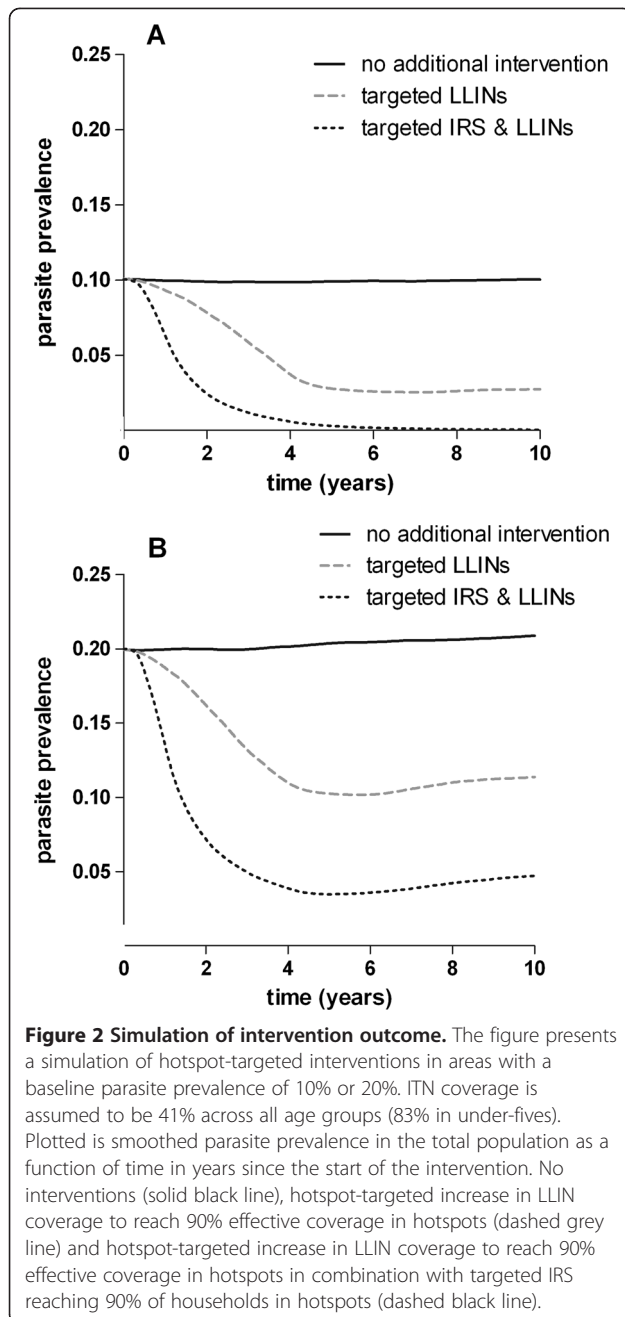 A
0.25
no additional intervention
targeted LLINs
0.20
targeted IRS & LLINs
0.15
0.10
0.05
parasite prevalence
0 2 4 6 8 10
time (years)
B
0.25
no additional intervention
targeted LLINs
targeted IRS & LLINs
0.20
0.15
0.10
0.05
parasite prevalence
0 2 4 6 8 10
time (years)
Figure 2 Simulation of intervention outcome. The figure presents
a simulation of hotspot-targeted interventions in areas with a
baseline parasite prevalence of 10% or 20%. ITN coverage is
assumed to be 41% across all age groups (83% in under-fives).
Plotted is smoothed parasite prevalence in the total population as a
function of time in years since the start of the intervention. No
interventions (solid black line), hotspot-targeted increase in LLIN
coverage to reach 90% effective coverage in hotspots (dashed grey
line) and hotspot-targeted increase in LLIN coverage to reach 90%
effective coverage in hotspots in combination with targeted IRS
reaching 90% of households in hotspots (dashed black line).